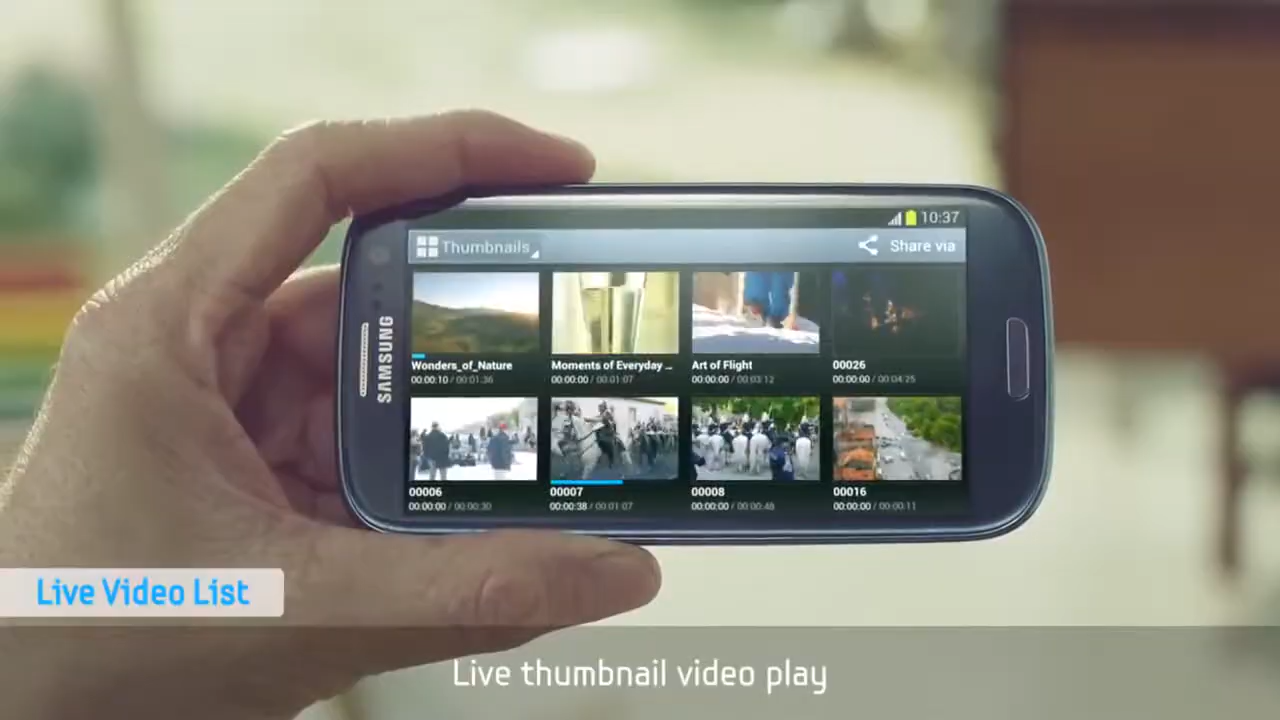 10:37
Thumbnails
Share via
SAMSUNG
Wonders_of_Nature
00:00:10 / 00:01:36
Moments of Everyday ...
00:00:00 / 00:01:07
Art of Flight
00:00:00 / 00:03:12
00026
00:00:00 / 00:04:25
00006
00:00:00 / 00:00:30
00007
00:00:38 / 00:01:07
00008
00:00:00 / 00:00:46
00016
00:00:00 / 00:00:11
Live Video List
Live thumbnail video play